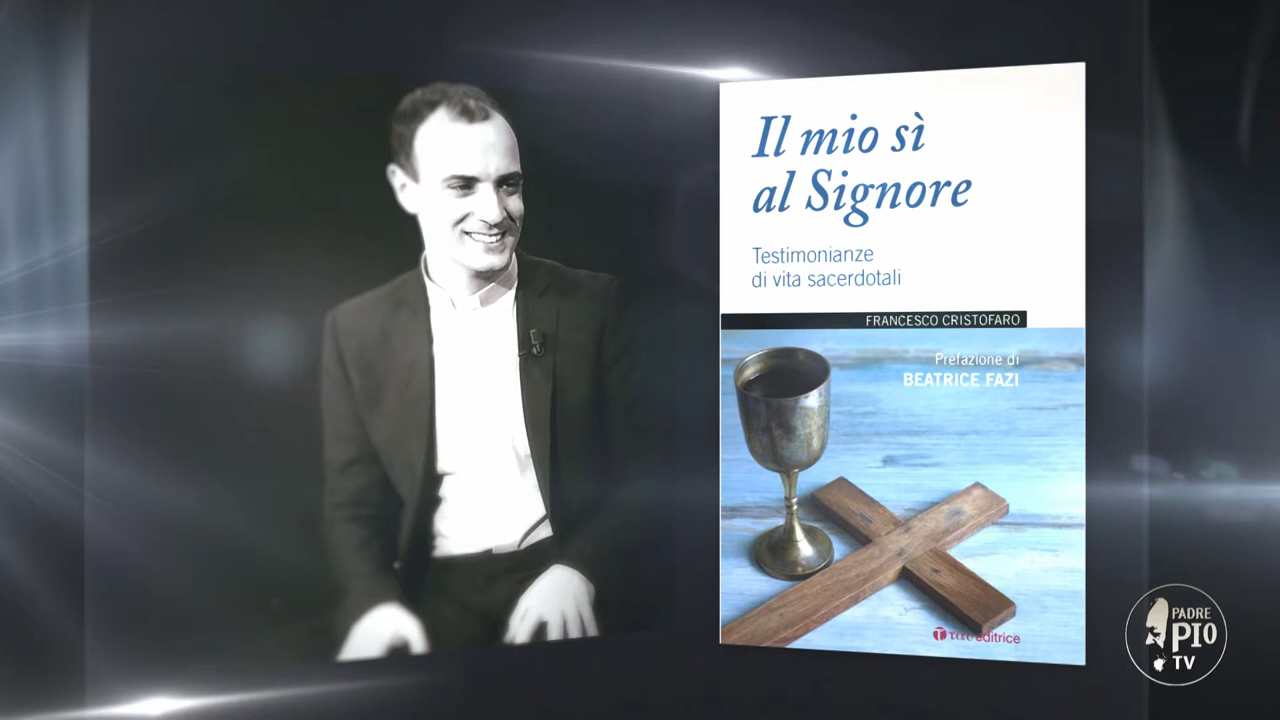 Il mio sì
al Signore
Testimonianze
di vita sacerdotali
FRANCESCO CRISTOFARO
Prefazione di
BEATRICE FAZI
tau editrice
PADRE
PIO
TV